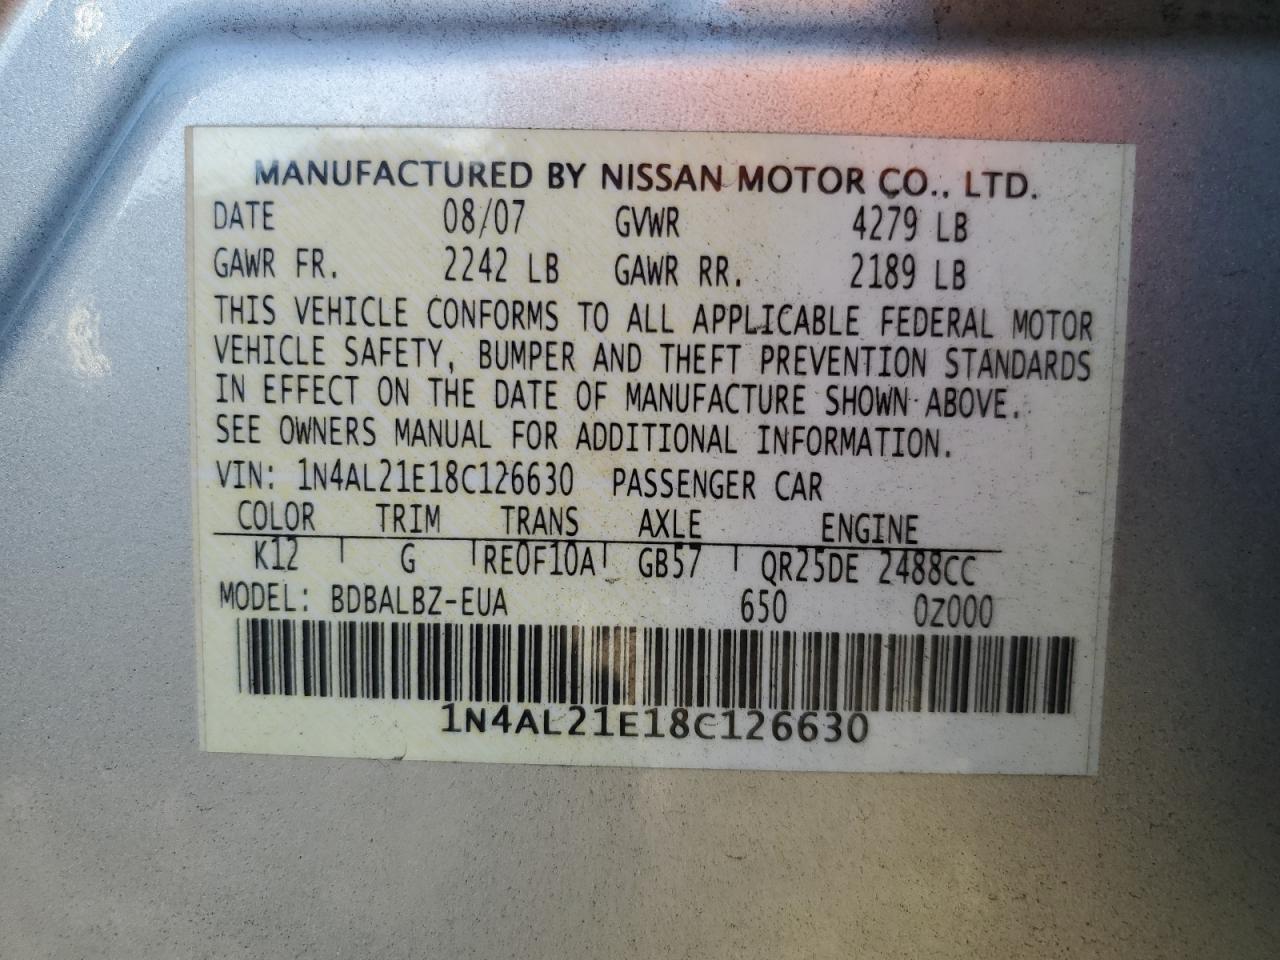 MANUFACTURED BY NISSAN MOTOR CO., LTD.
DATE 08/07 GVWR 4279 LB
GAWR FR. 2242 LB GAWR RR. 2189 LB
THIS VEHICLE CONFORMS TO ALL APPLICABLE FEDERAL MOTOR
VEHICLE SAFETY, BUMPER AND THEFT PREVENTION STANDARDS
IN EFFECT ON THE DATE OF MANUFACTURE SHOWN ABOVE.
SEE OWNERS MANUAL FOR ADDITIONAL INFORMATION.
VIN: 1N4AL21E18C126630 PASSENGER CAR
COLOR TRIM TRANS AXLE ENGINE
K12 G RE0F10A GB57 QR25DE 2488CC
MODEL: BDBALBZ-EUA 650 0Z000
1N4AL21E18C126630